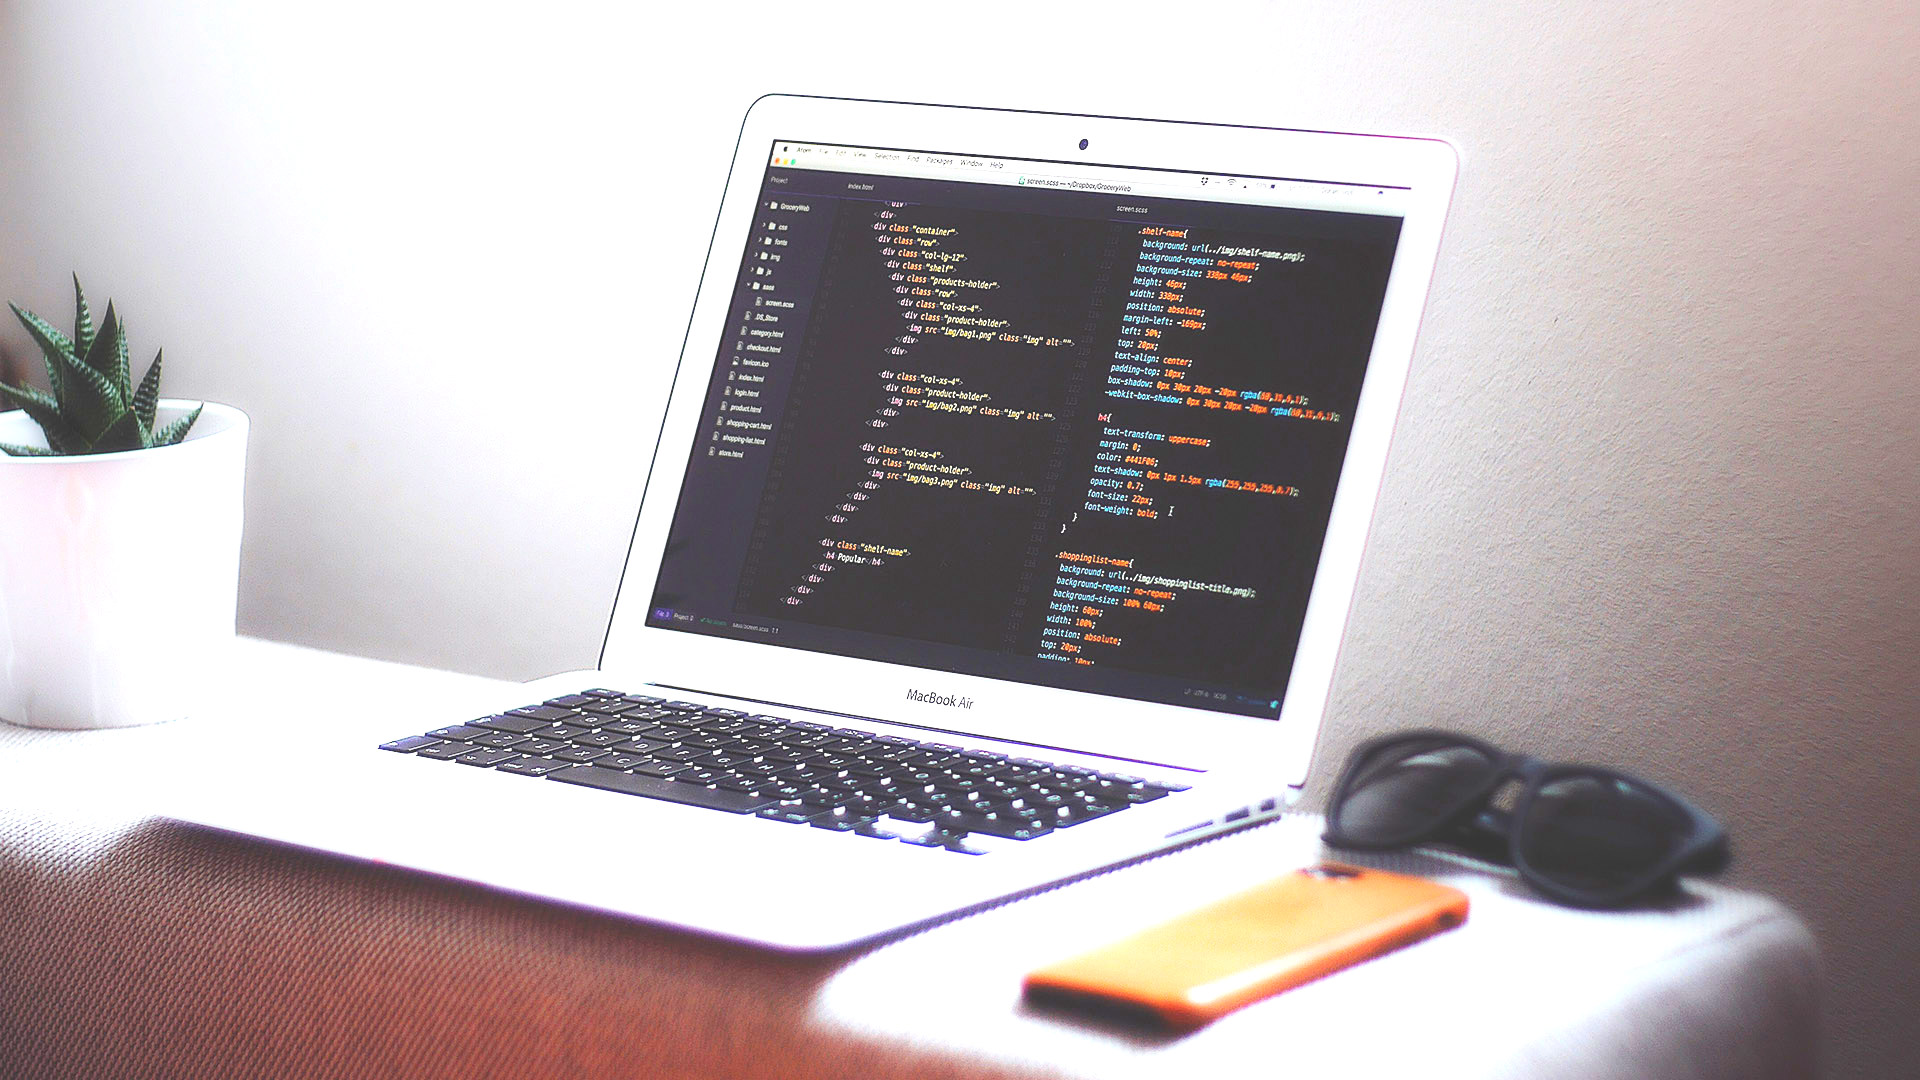 Atom File Edit View Selection Find Packages Window Help
screen.scss — ~/Dropbox/GroceryWeb
Project
GroceryWeb
css
fonts
img
js
sass
screen.scss
.DS_Store
category.html
checkout.html
favicon.ico
index.html
login.html
product.html
shopping-cart.html
shopping-list.html
store.html
index.html
</div>
</div>
<div class="container">
<div class="row">
<div class="col-lg-12">
<div class="shelf">
<div class="products-holder">
<div class="row">
<div class="col-xs-4">
<div class="product-holder">
<img src="img/bag1.png" class="img" alt="">
</div>
</div>
<div class="col-xs-4">
<div class="product-holder">
<img src="img/bag2.png" class="img" alt="">
</div>
</div>
<div class="col-xs-4">
<div class="product-holder">
<img src="img/bag3.png" class="img" alt="">
</div>
</div>
</div>
</div>
<div class="shelf-name">
<h4>Popular</h4>
</div>
</div>
</div>
</div>
screen.scss
.shelf-name{
background: url(../img/shelf-name.png);
background-repeat: no-repeat;
background-size: 338px 46px;
height: 46px;
width: 338px;
position: absolute;
margin-left: -169px;
left: 50%;
top: 20px;
text-align: center;
padding-top: 10px;
box-shadow: 0px 30px 20px -20px rgba(60,31,6,1);
-webkit-box-shadow: 0px 30px 20px -20px rgba(60,31,6,1);
h4{
text-transform: uppercase;
margin: 0;
color: #441F06;
text-shadow: 0px 1px 1.5px rgba(255,255,255,0.7);
opacity: 0.7;
font-size: 22px;
font-weight: bold;
}
}
.shoppinglist-name{
background: url(../img/shoppinglist-title.png);
background-repeat: no-repeat;
background-size: 100% 60px;
height: 60px;
width: 100%;
position: absolute;
top: 20px;
padding: 10px;
File 0 Project 0 No Issues sass/screen.scss 1:1
UTF-8 SCSS
MacBook Air